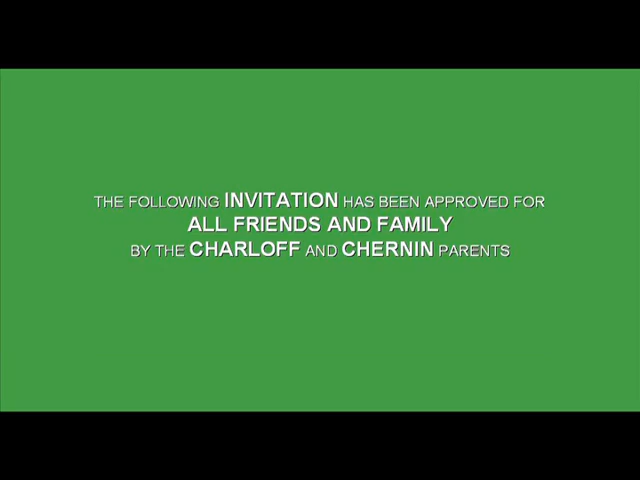 THE FOLLOWING INVITATION HAS BEEN APPROVED FOR
ALL FRIENDS AND FAMILY
BY THE CHARLOFF AND CHERNIN PARENTS